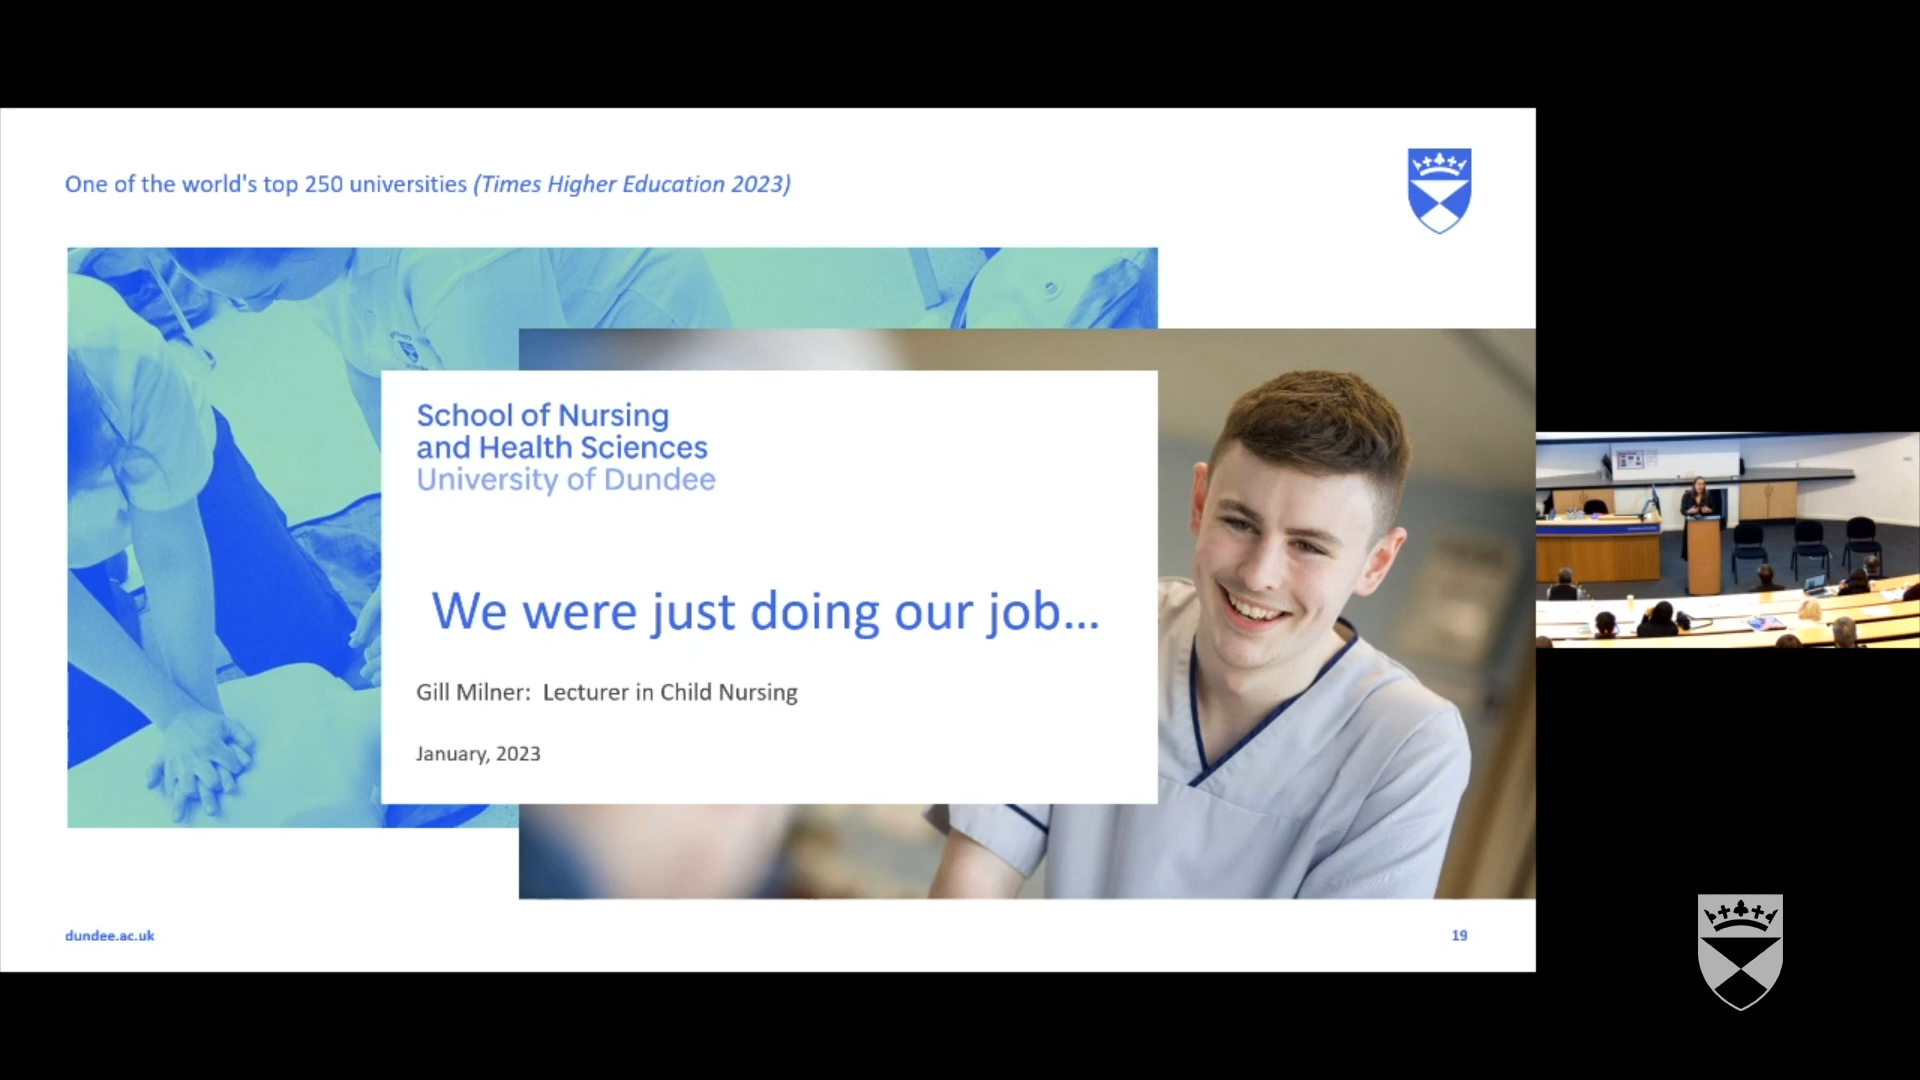 One of the world's top 250 universities (Times Higher Education 2023)
School of Nursing
and Health Sciences
University of Dundee
We were just doing our job...
Gill Milner: Lecturer in Child Nursing
January, 2023
dundee.ac.uk
19